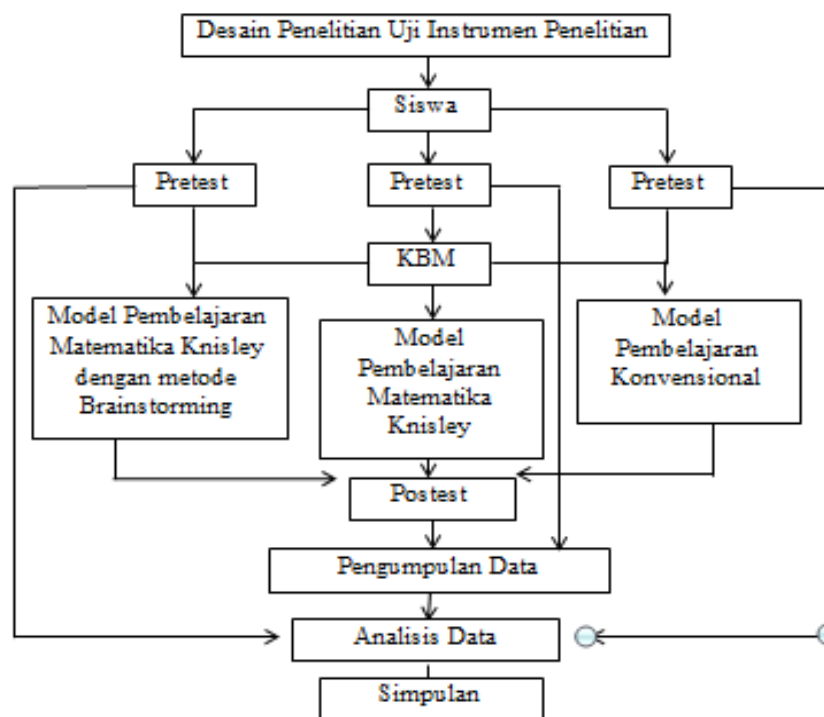 Desain Penelitian Uji Instrumen Penelitian
Siswa
Pretest
Pretest
Pretest
KBM
Model Pembelajaran
Matematika Knisley
dengan metode
Brainstorming
Model
Pembelajaran
Matematika
Knisley
Model
Pembelajaran
Konvensional
Postest
Pengumpulan Data
Analisis Data
Simpulan